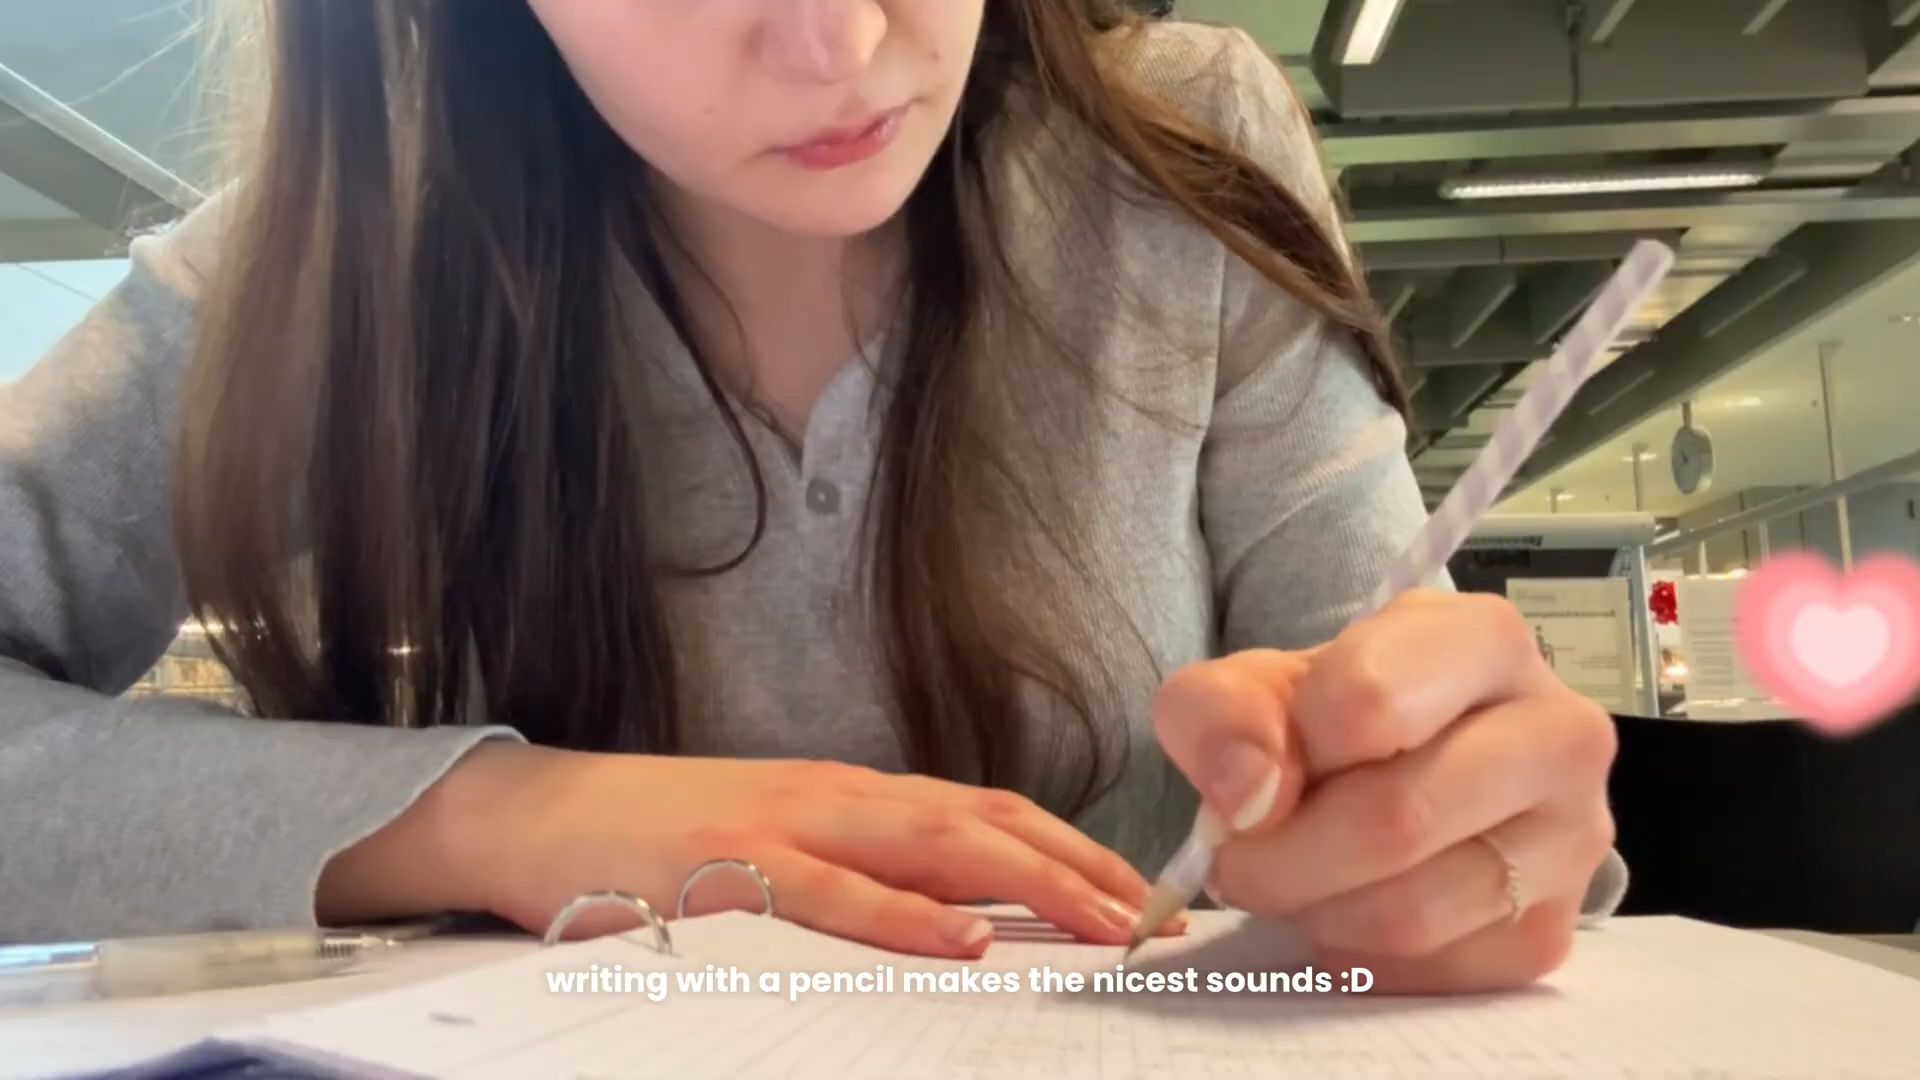 writing with a pencil makes the nicest sounds :D